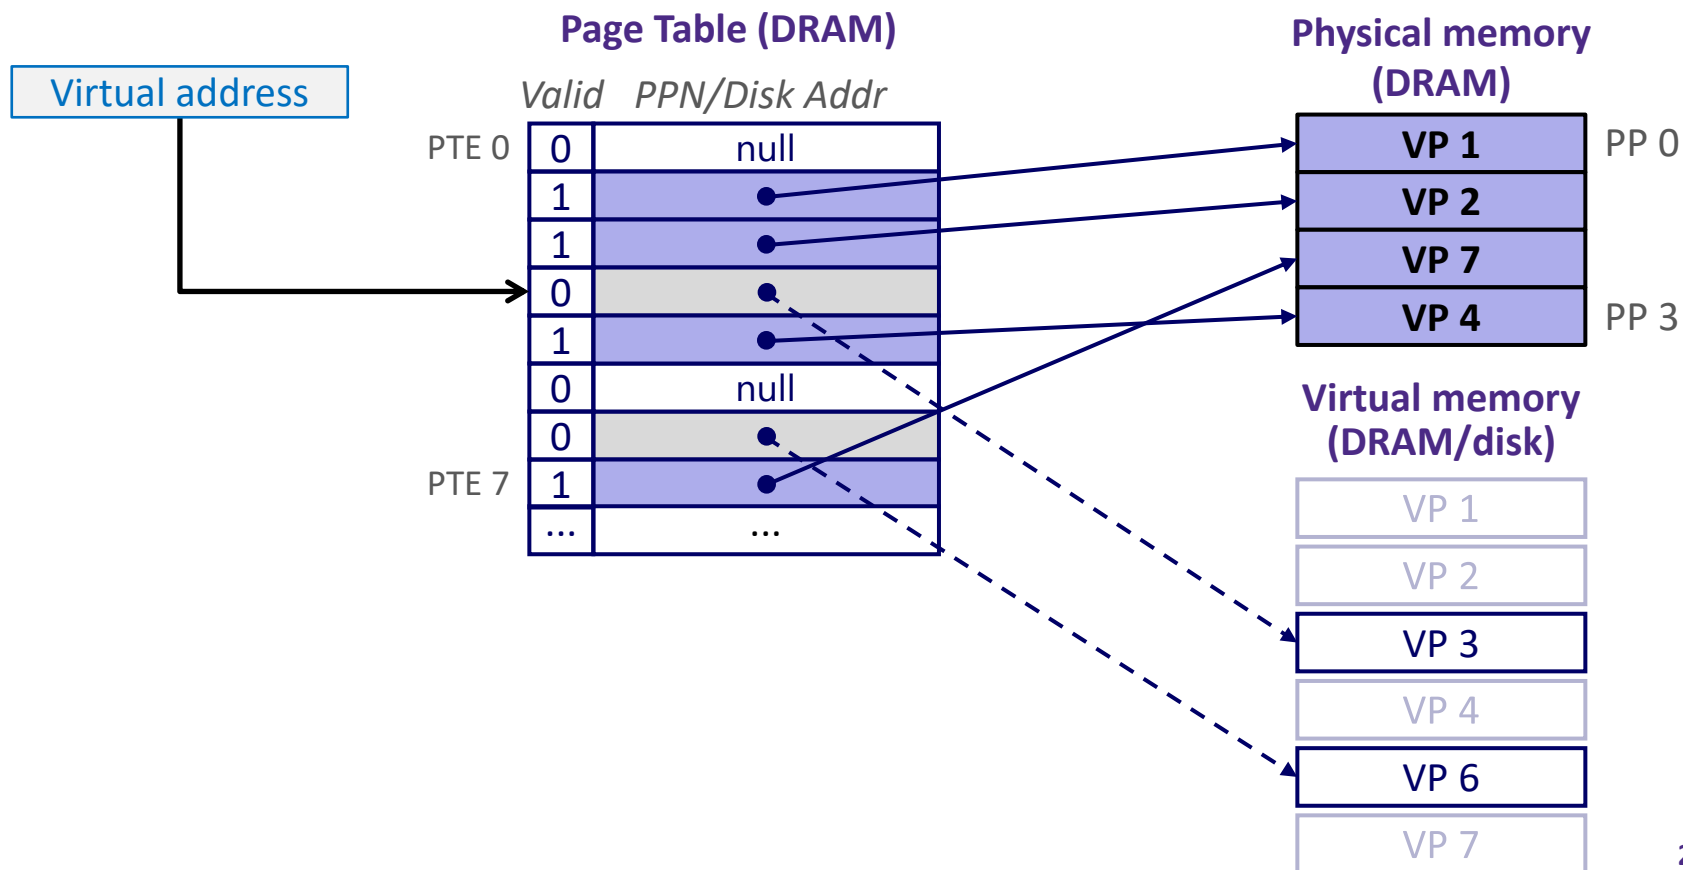 Page Table (DRAM)
Physical memory
(DRAM)
Virtual address
Valid PPN/Disk Addr
PTE 0 0 null
1
1
0
1
0 null
0
PTE 7 1
... ...
VP 1 PP 0
VP 2
VP 7
VP 4 PP 3
Virtual memory
(DRAM/disk)
VP 1
VP 2
VP 3
VP 4
VP 6
VP 7